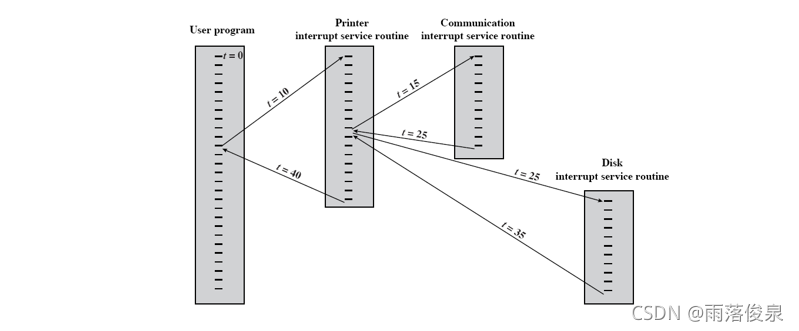 User program
Printer
interrupt service routine
Communication
interrupt service routine
t = 0
t = 10
t = 15
t = 25
t = 40
t = 25
t = 35
Disk
interrupt service routine
CSDN @雨落俊泉